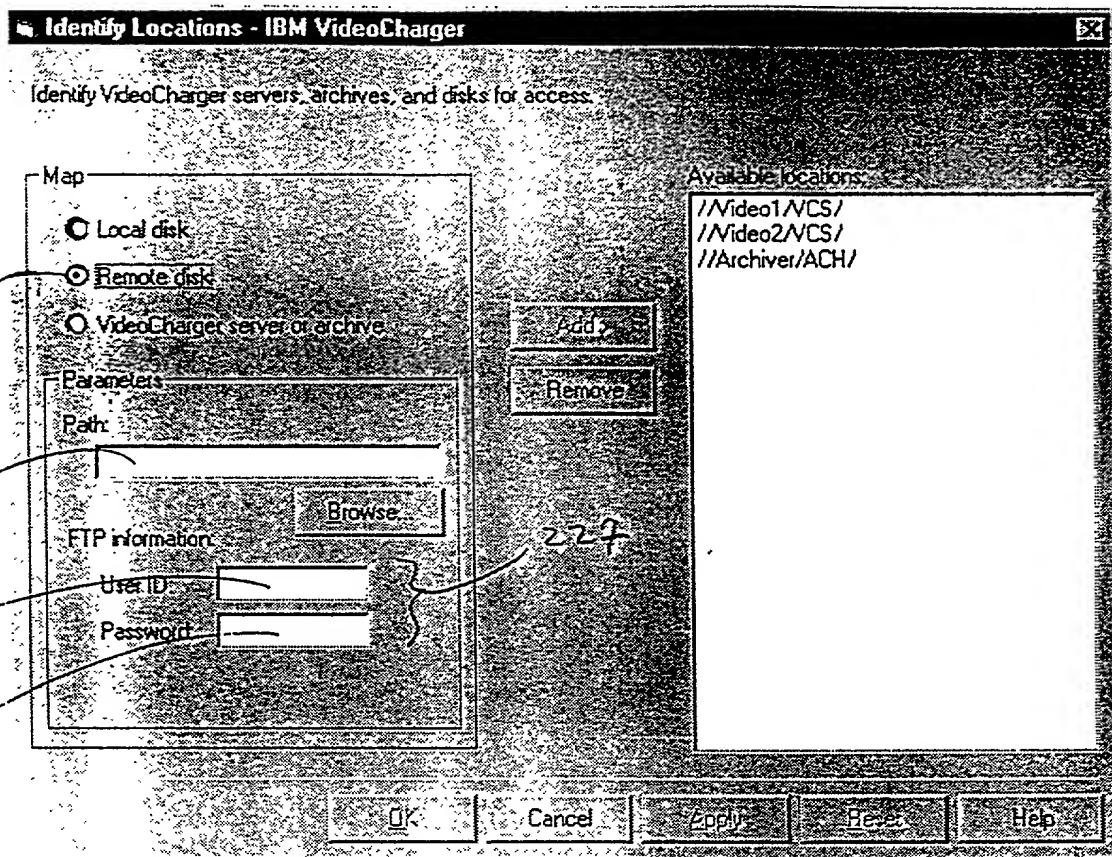 Identify Locations - IBM VideoCharger
Identify VideoCharger servers, archives, and disks for access.
Map
Local disk
Remote disk
VideoCharger server or archive
Parameters
Path:
Browse...
FTP information:
User ID
Password:
227
Add >
Remove
Available locations:
//Video1/VCS/
//Video2/VCS/
//Archiver/ACH/
OK
Cancel
Apply
Reset
Help